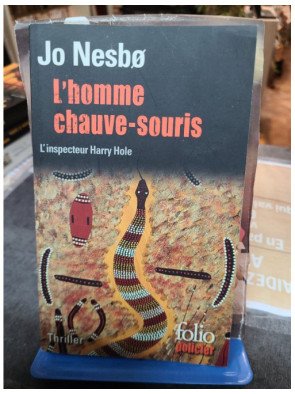 Jo Nesbø
L'homme
chauve-souris
L'inspecteur Harry Hole
Thriller
folio
policier